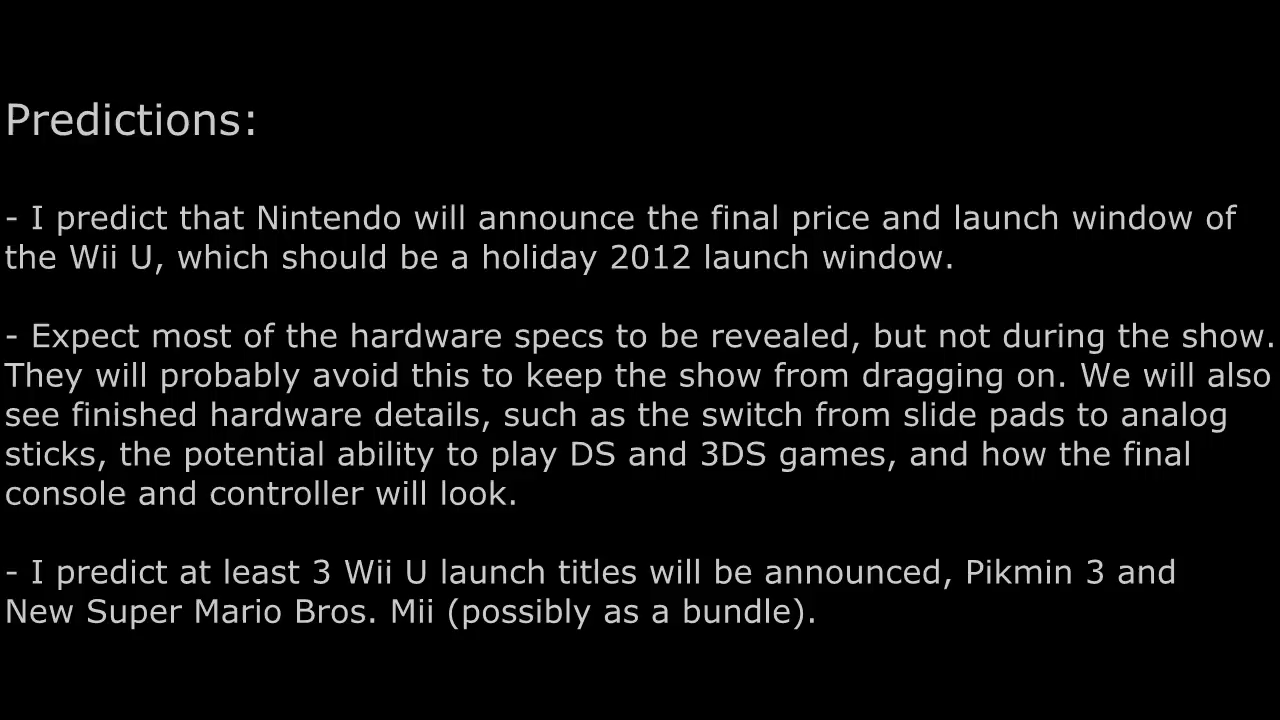 Predictions:
- I predict that Nintendo will announce the final price and launch window of
the Wii U, which should be a holiday 2012 launch window.
- Expect most of the hardware specs to be revealed, but not during the show.
They will probably avoid this to keep the show from dragging on. We will also
see finished hardware details, such as the switch from slide pads to analog
sticks, the potential ability to play DS and 3DS games, and how the final
console and controller will look.
- I predict at least 3 Wii U launch titles will be announced, Pikmin 3 and
New Super Mario Bros. Mii (possibly as a bundle).